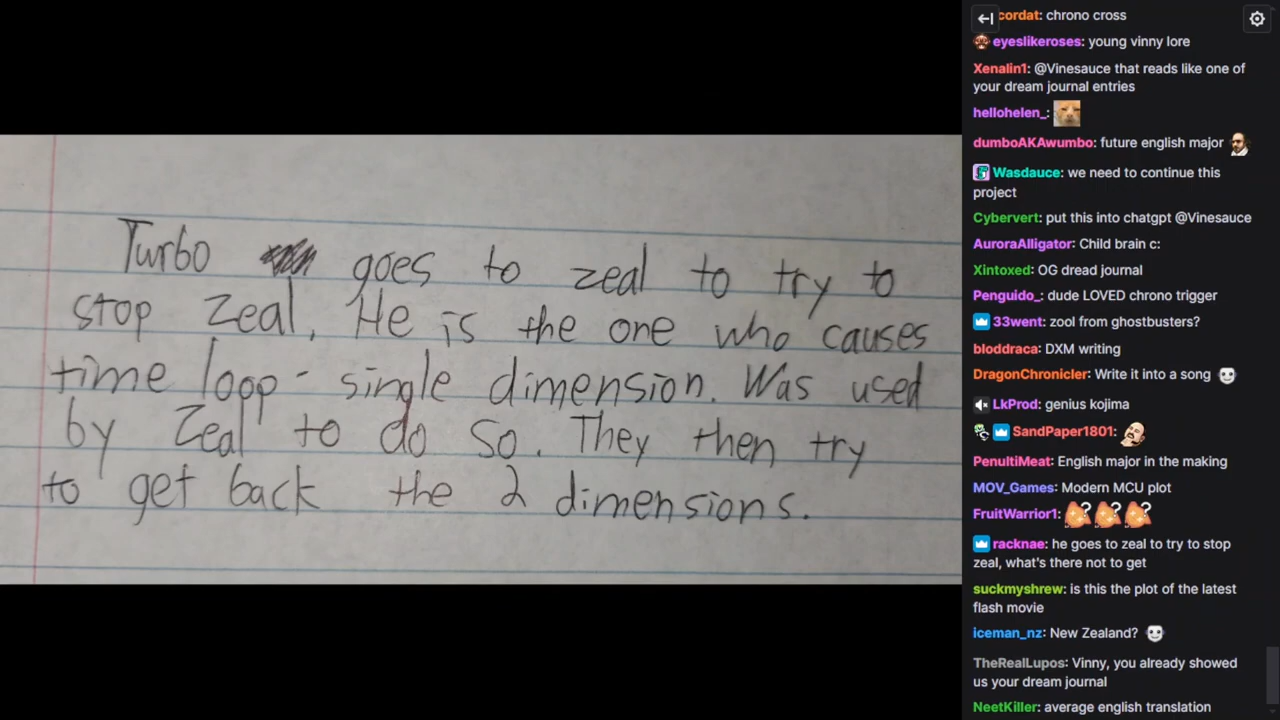 Turbo goes to zeal to try to
stop Zeal. He is the one who causes
time loop - single dimension. Was used
by Zeal to do so. They then try
to get back the 2 dimensions.
cordat: chrono cross
eyeslikeroses: young vinny lore
Xenalin1: @Vinesauce that reads like one of
your dream journal entries
hellohelen_:
dumboAKAwumbo: future english major
Wasdauce: we need to continue this
project
Cybervert: put this into chatgpt @Vinesauce
AuroraAlligator: Child brain c:
Xintoxed: OG dread journal
Penguido_: dude LOVED chrono trigger
33went: zool from ghostbusters?
bloddraca: DXM writing
DragonChronicler: Write it into a song
LkProd: genius kojima
SandPaper1801:
PenultiMeat: English major in the making
MOV_Games: Modern MCU plot
FruitWarrior1:
racknae: he goes to zeal to try to stop
zeal, what's there not to get
suckmyshrew: is this the plot of the latest
flash movie
iceman_nz: New Zealand?
TheRealLupos: Vinny, you already showed
us your dream journal
NeetKiller: average english translation